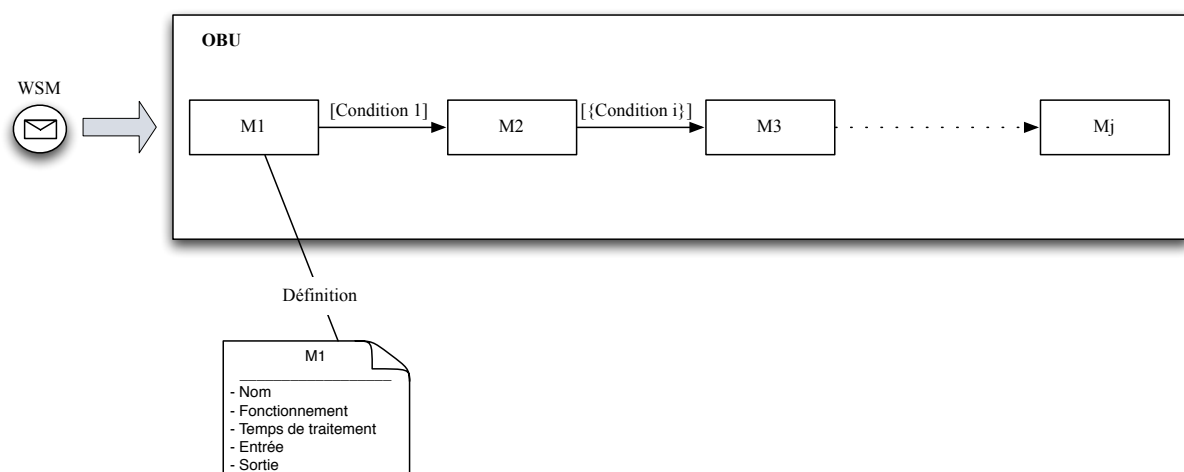 OBU
WSM
M1
[Condition 1]
M2
[{Condition i}]
M3
Mj
Définition
M1
- Nom
- Fonctionnement
- Temps de traitement
- Entrée
- Sortie